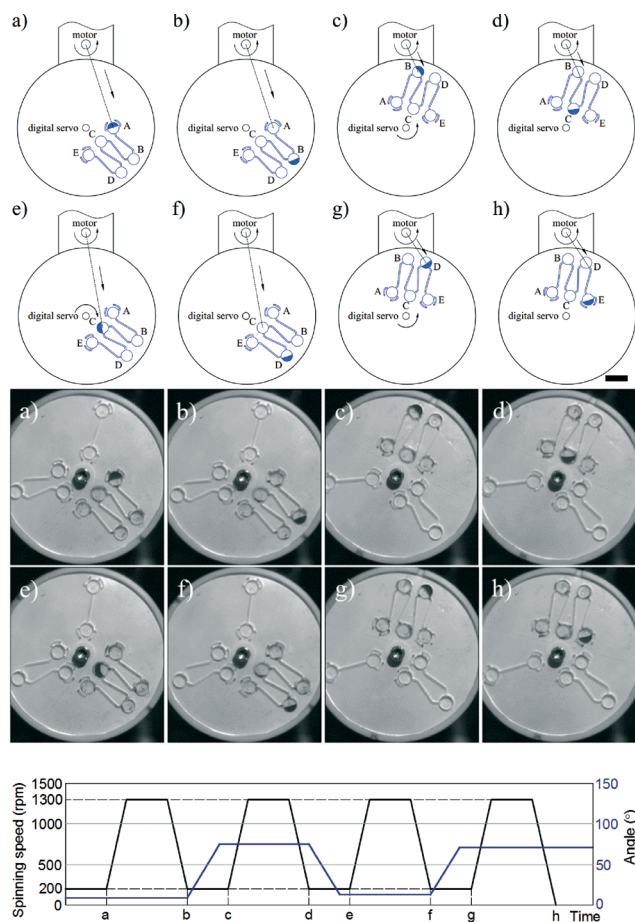 a) b) c) d)
motor motor motor motor
B
D
A A A C E
digital servo C digital servo C digital servo digital servo
E B E B
D D
e) f) g) h)
motor motor motor motor
B D B D
A A A A
digital servo C digital servo C digital servo C digital servo C
E B E B E E
D D
a) b) c) d)
e) f) g) h)
1500 150
1300
1000 100
500 50
200
0 0
a b c d e f g h Time
Spinning speed (rpm)
Angle (°)